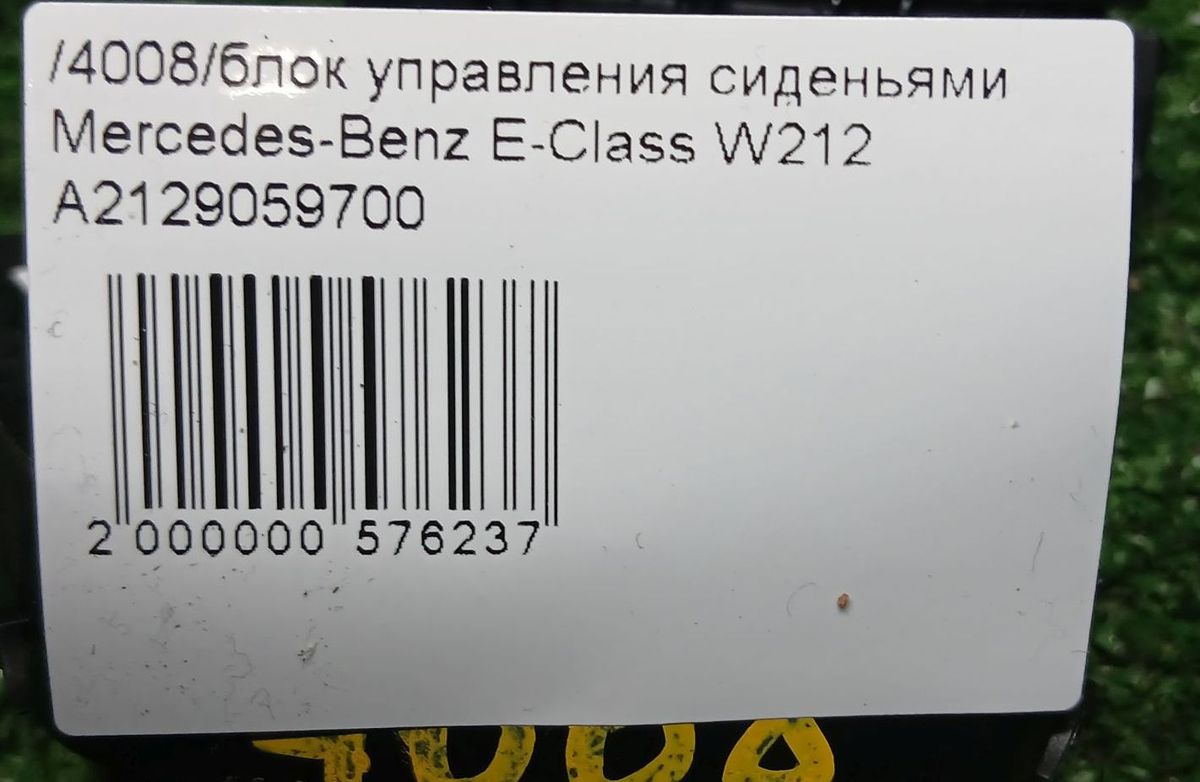 /4008/блок управления сиденьями
Mercedes-Benz E-Class W212
A2129059700
2 000000 576237